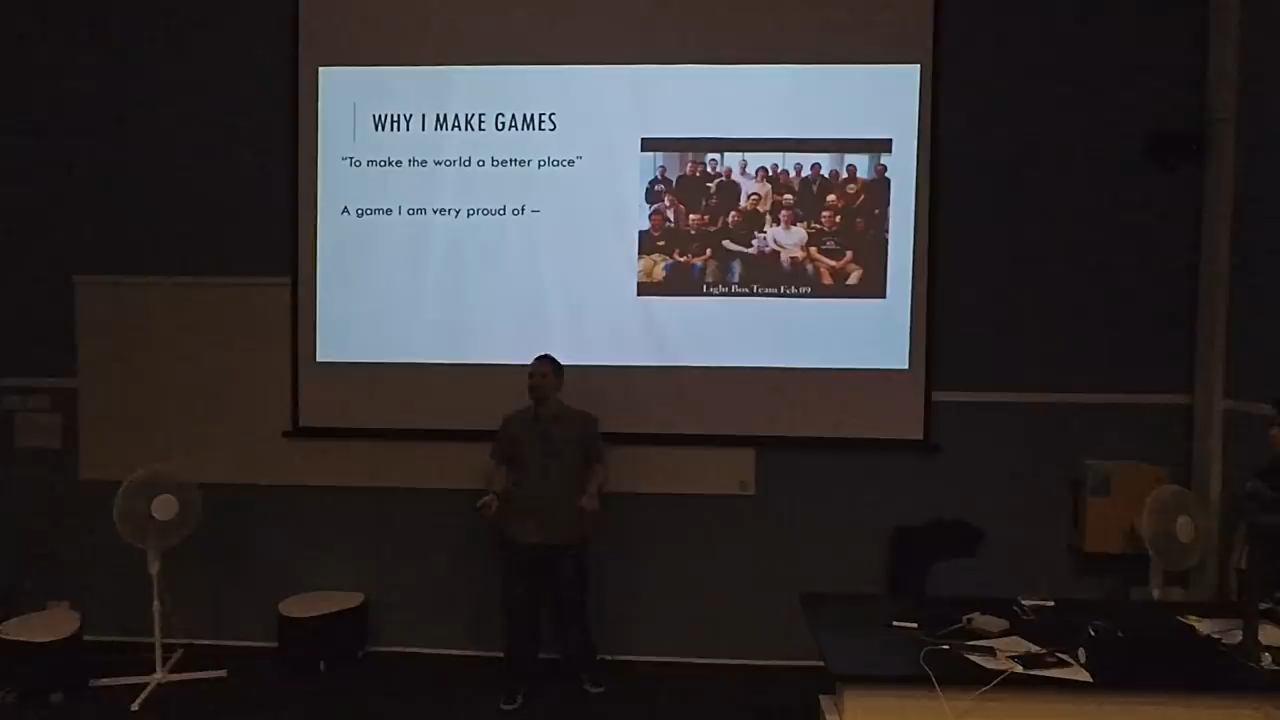 WHY I MAKE GAMES
"To make the world a better place"
A game I am very proud of –
Light Box Team Feb 09